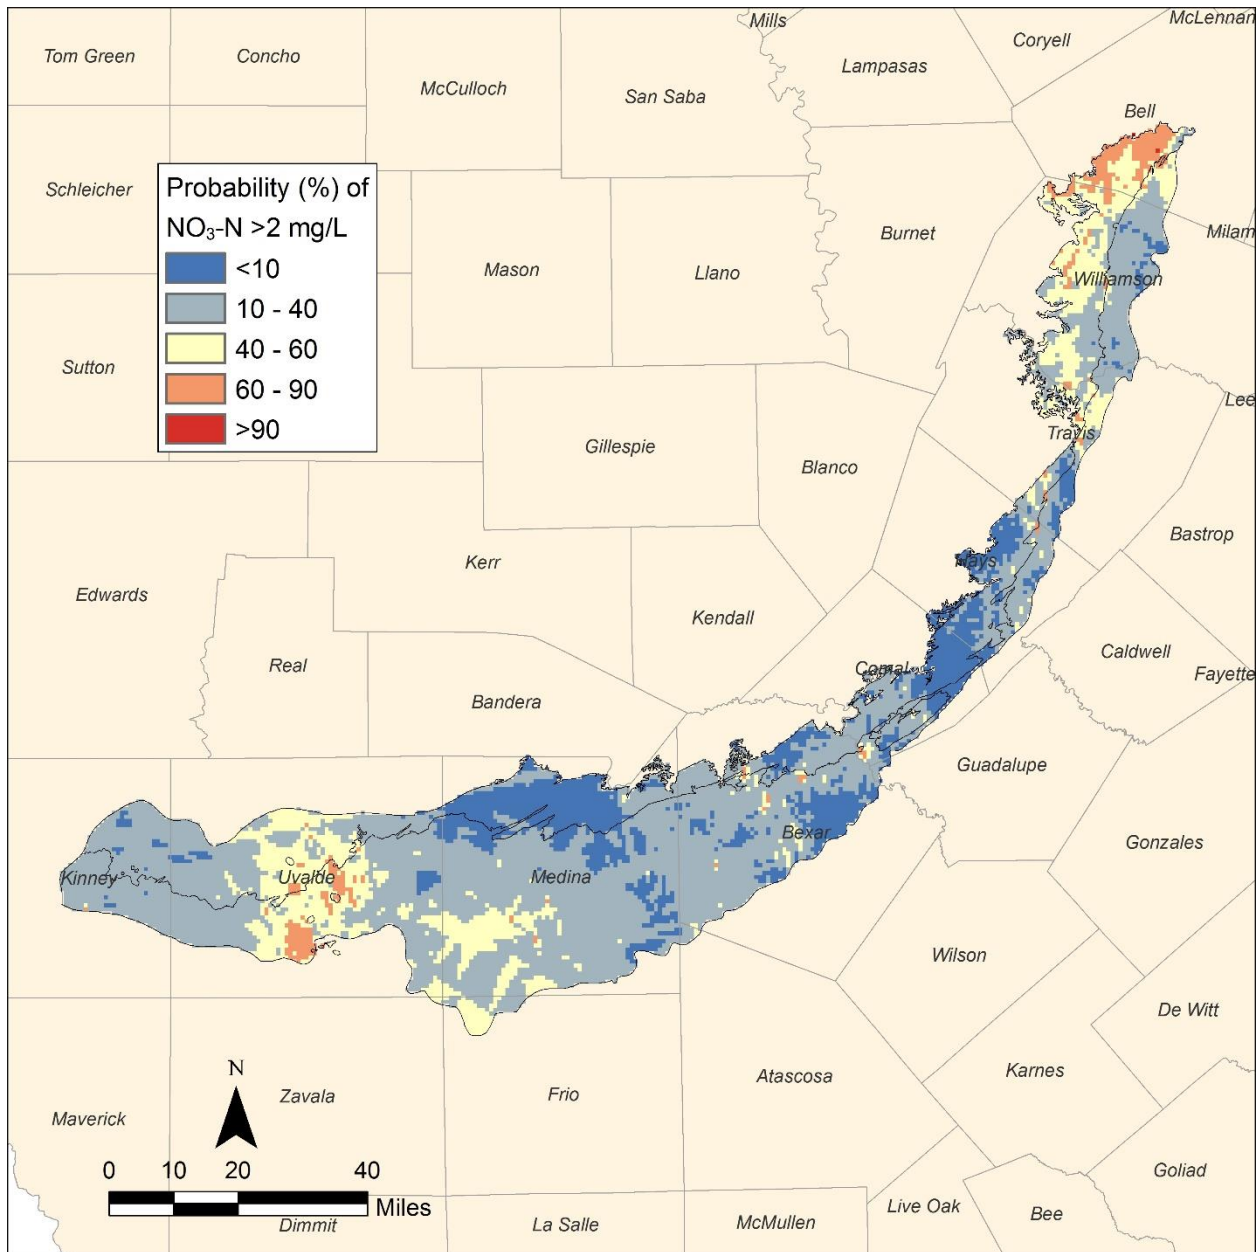 Mills
McLennan
Coryell
Tom Green
Concho
Lampasas
McCulloch
San Saba
Bell
Schleicher
Probability (%) of
NO₃-N >2 mg/L
<10
10 - 40
40 - 60
60 - 90
>90
Burnet
Milam
Mason
Llano
Williamson
Sutton
Lee
Travis
Gillespie
Blanco
Bastrop
Kerr
Hays
Edwards
Kendall
Caldwell
Real
Comal
Fayette
Bandera
Guadalupe
Bexar
Gonzales
Kinney
Uvalde
Medina
Wilson
De Witt
Karnes
Atascosa
N
Zavala
Frio
Maverick
Goliad
0 10 20 40
Miles
Live Oak
Bee
Dimmit
La Salle
McMullen